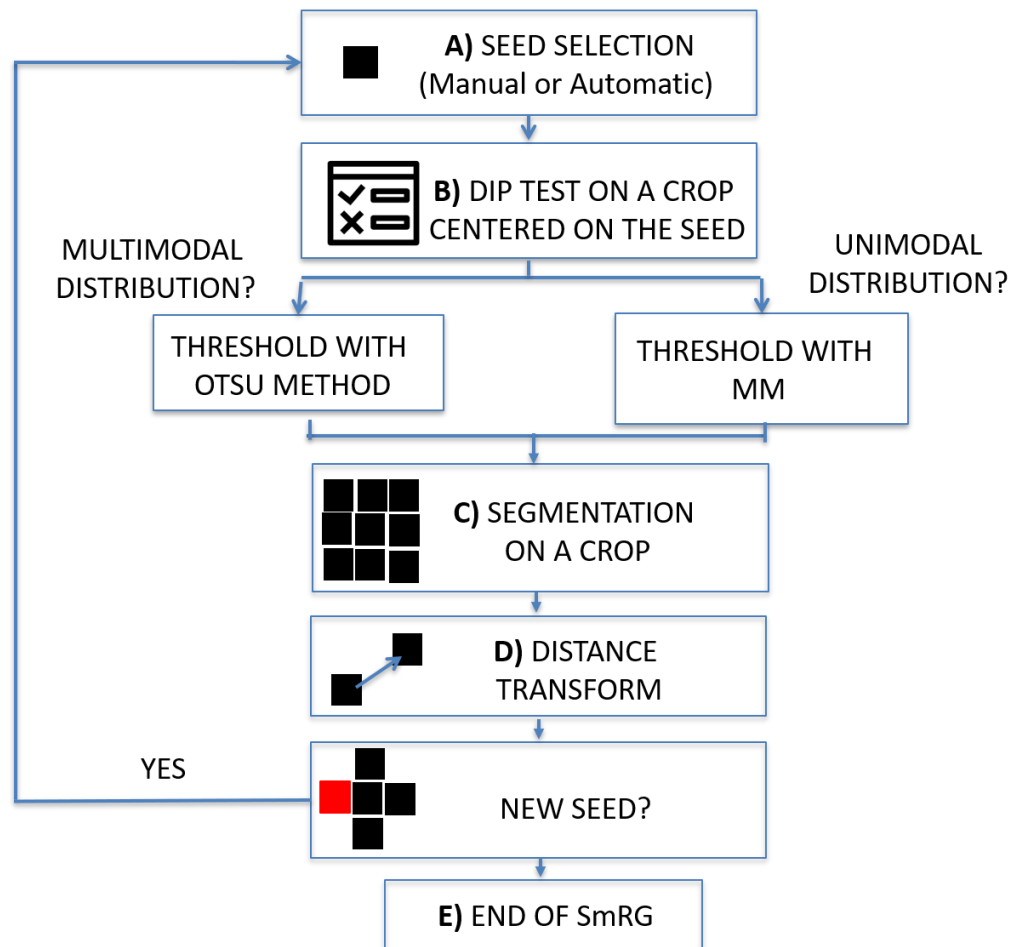 A) SEED SELECTION
(Manual or Automatic)
B) DIP TEST ON A CROP
CENTERED ON THE SEED
MULTIMODAL
DISTRIBUTION?
UNIMODAL
DISTRIBUTION?
THRESHOLD WITH
OTSU METHOD
THRESHOLD WITH
MM
C) SEGMENTATION
ON A CROP
D) DISTANCE
TRANSFORM
YES
NEW SEED?
E) END OF SmRG